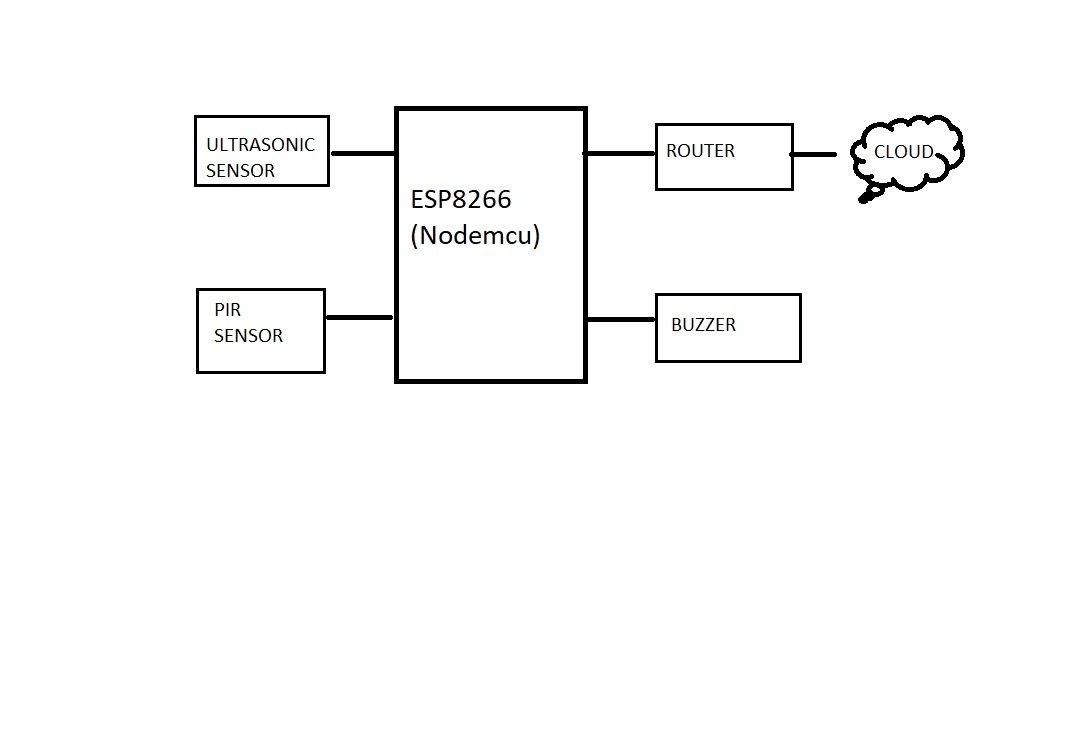 ULTRASONIC
SENSOR
ESP8266
(Nodemcu)
ROUTER
CLOUD
PIR
SENSOR
BUZZER